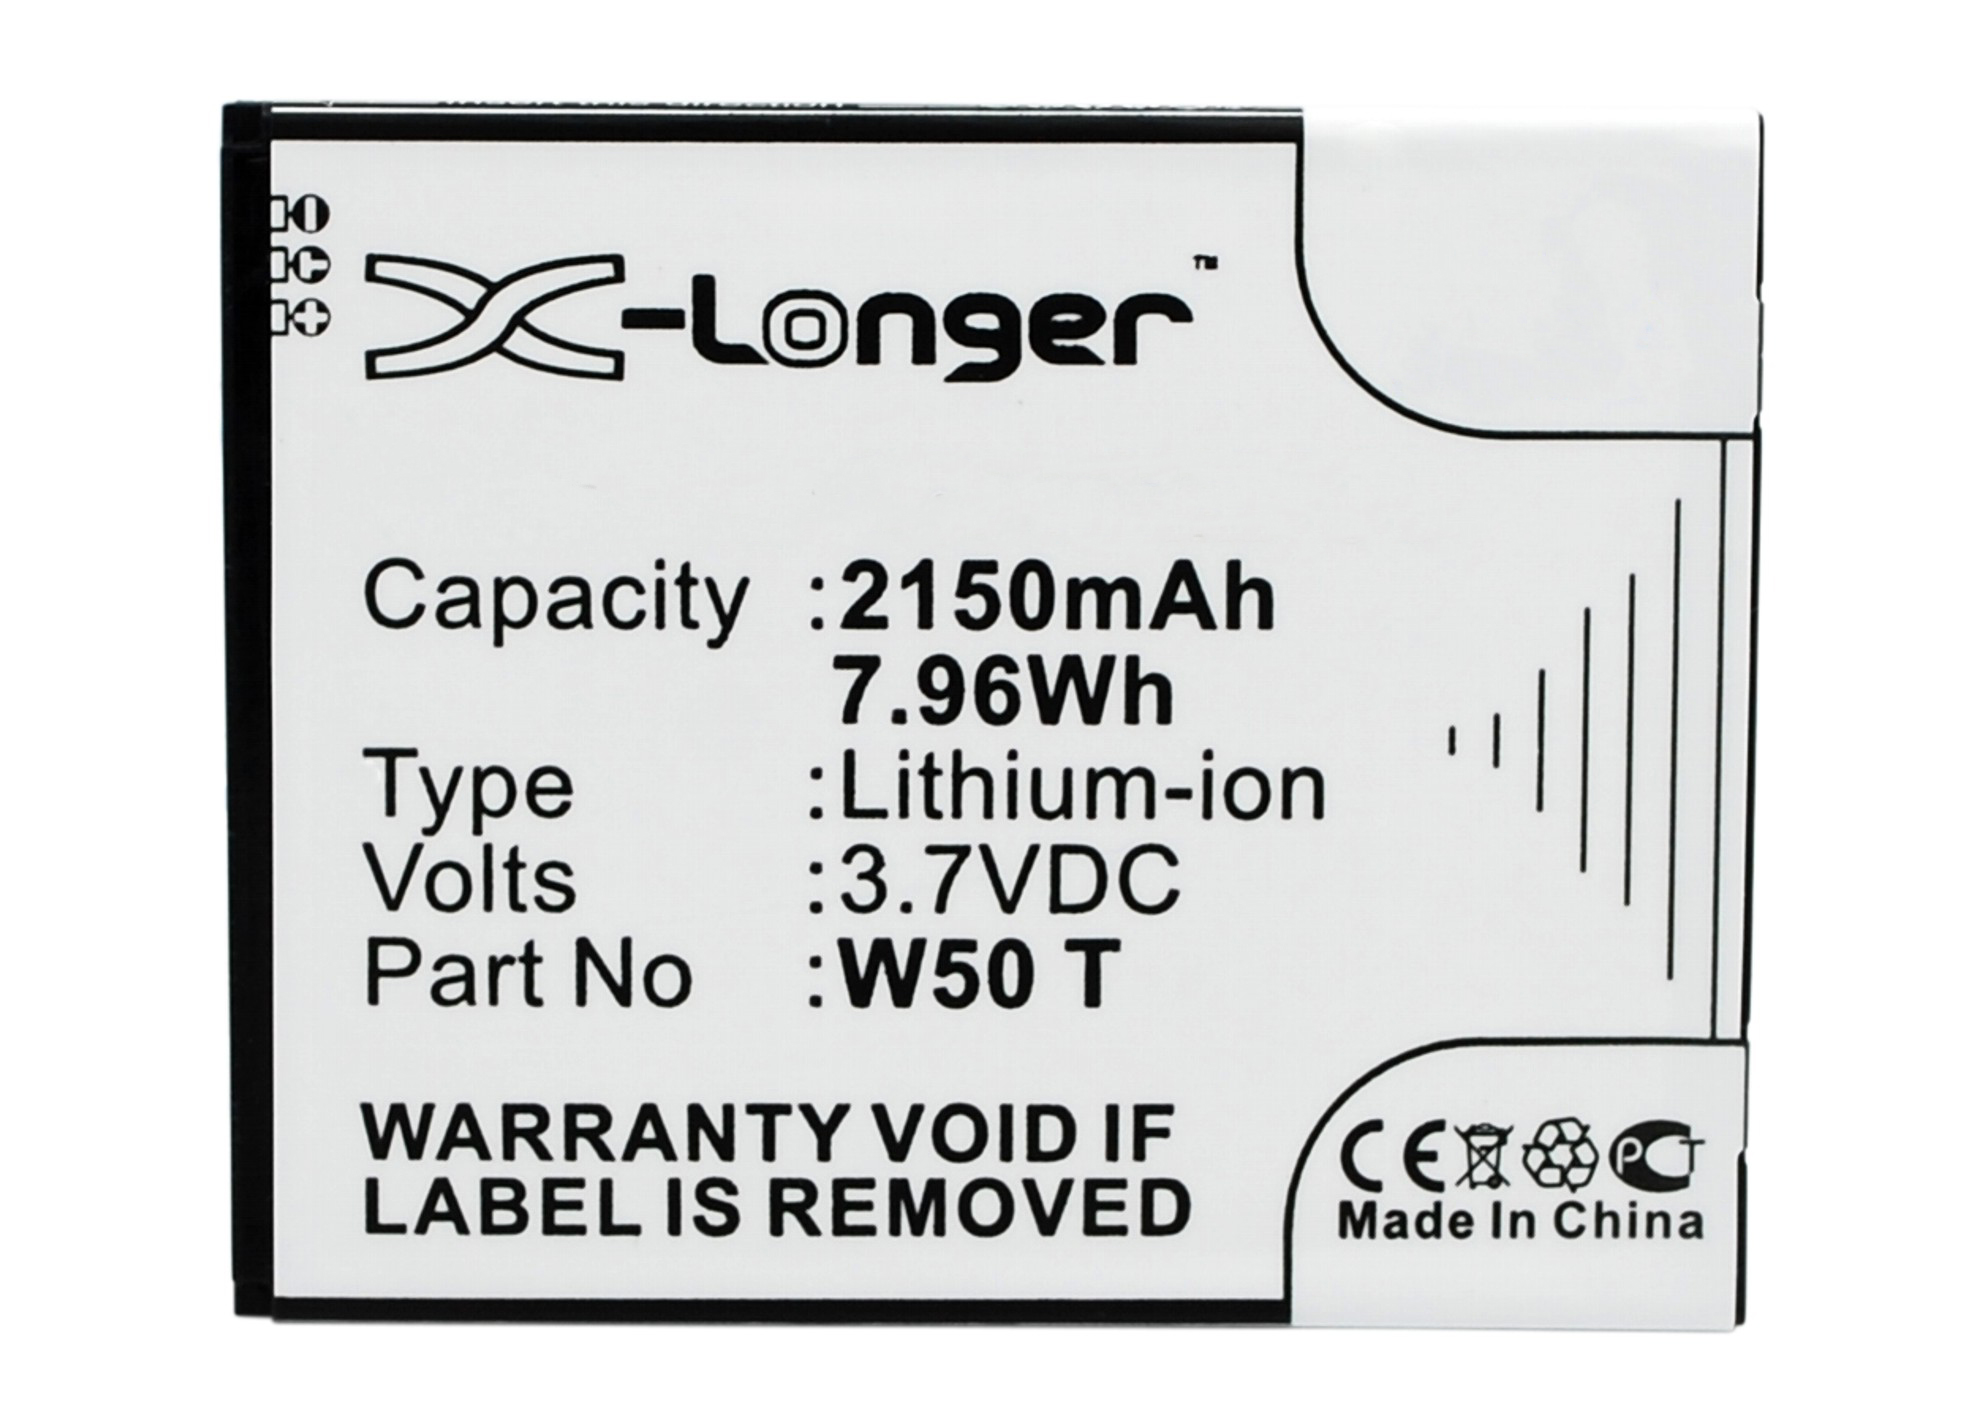 X-Longer™
Capacity :2150mAh
7.96Wh
Type :Lithium-ion
Volts :3.7VDC
Part No :W50 T
WARRANTY VOID IF
LABEL IS REMOVED
CE PCT
Made In China